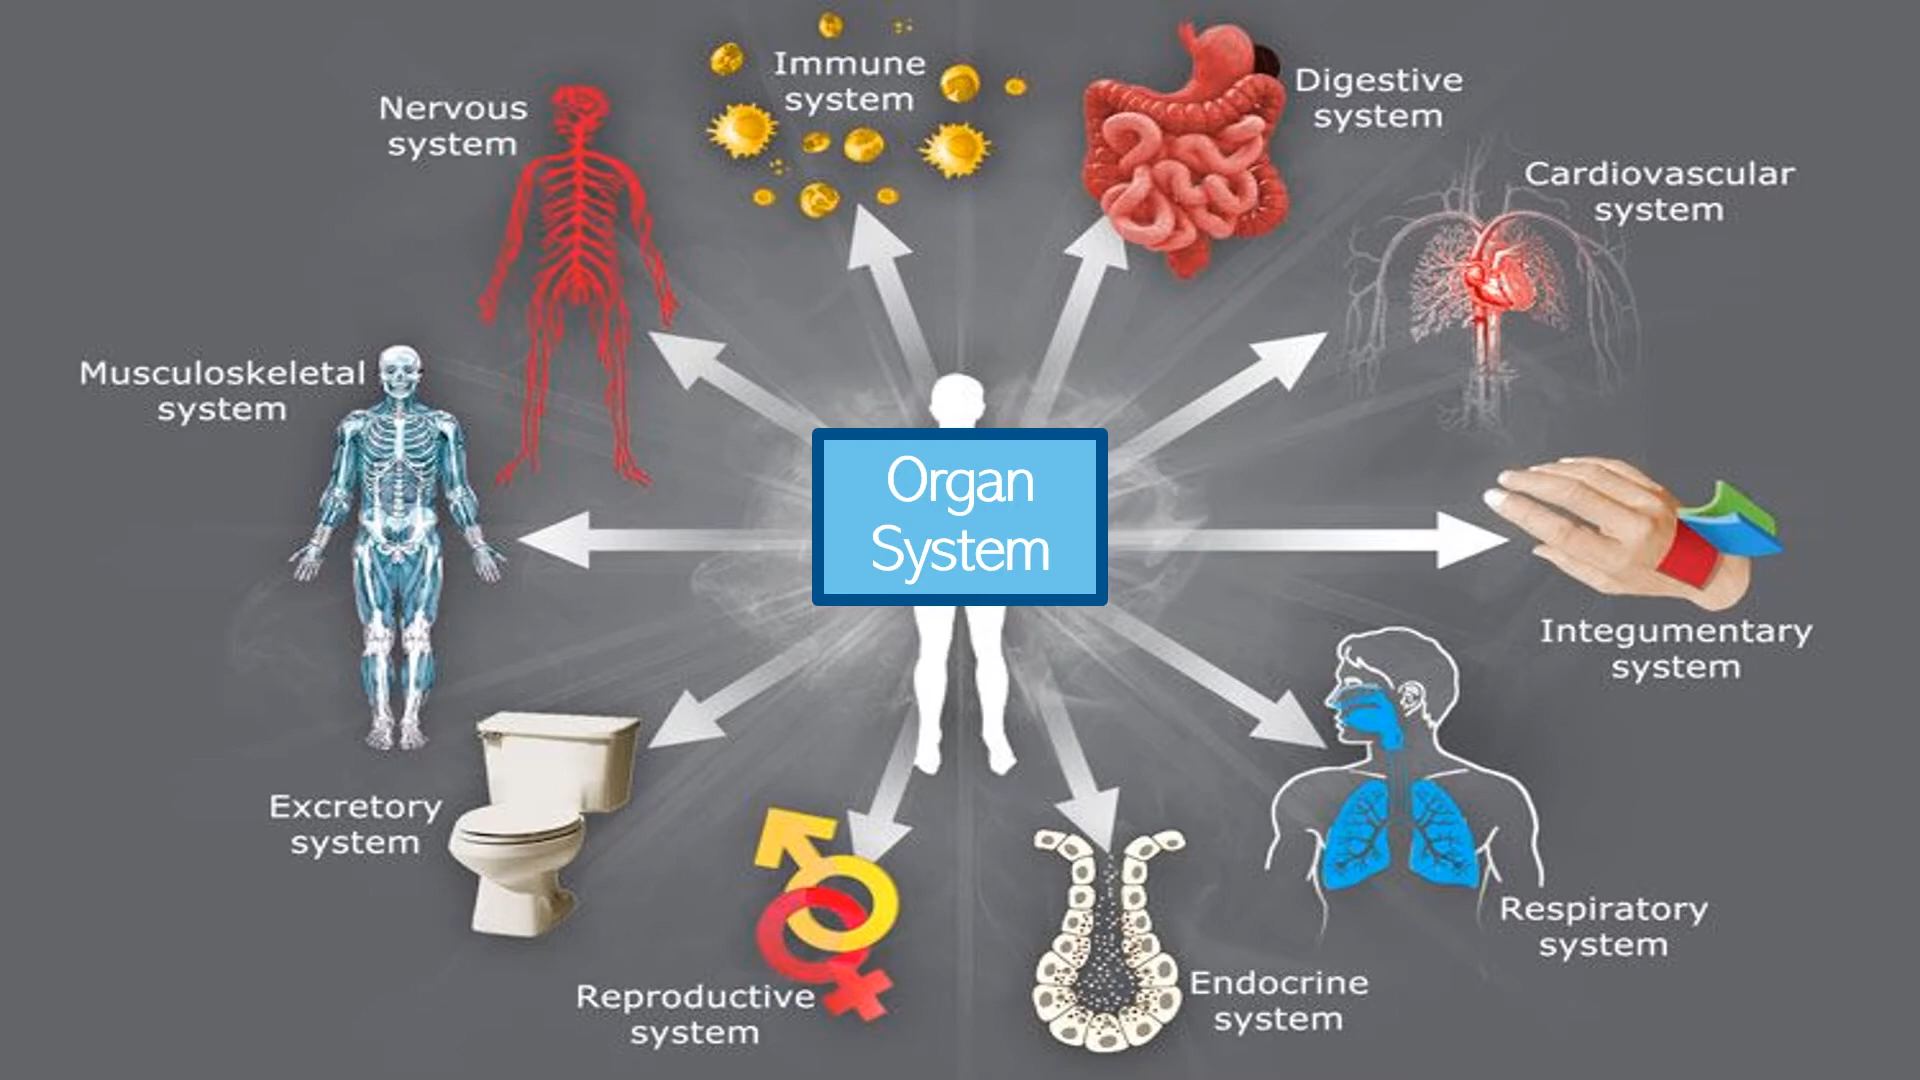 Immune
system
Digestive
system
Nervous
system
Cardiovascular
system
Musculoskeletal
system
Organ
System
Integumentary
system
Excretory
system
Respiratory
system
Reproductive
system
Endocrine
system